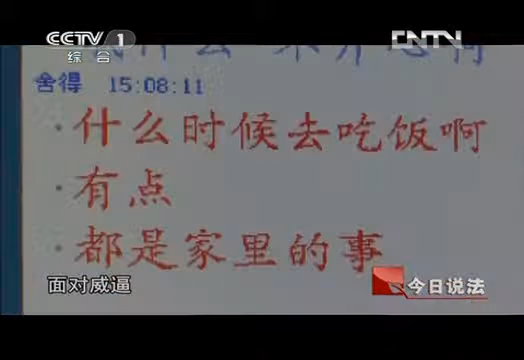 CCTV 1
综合
CNTV
舍得 15:08:11
什么时候去吃饭啊
有点
都是家里的事
面对威逼
今日说法